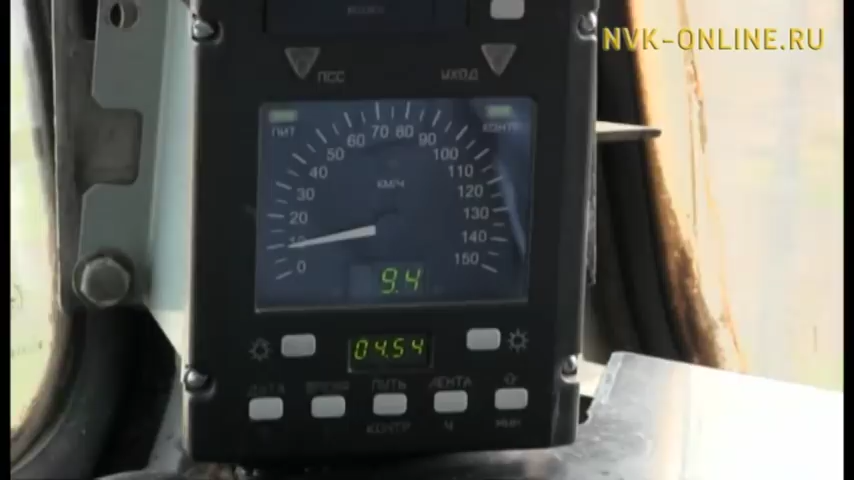 NVK-ONLINE.RU
ПСС
УХОД
ПИТ
КОНТР
70 80
60 90
50 100
40 110
КМ/Ч
30 120
20 130
10 140
0 150
9.4
04.54
ДАТА ВРЕМЯ ПУТЬ ЛЕНТА
КОНТР Ч МИН